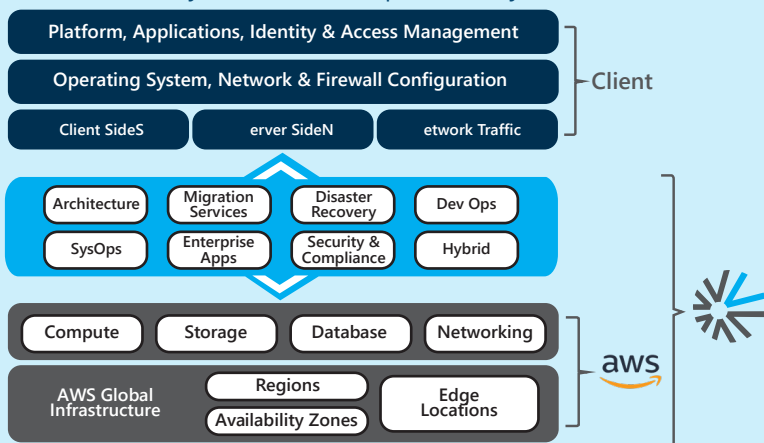 Platform, Applications, Identity & Access Management
Operating System, Network & Firewall Configuration
Client
Client SideS
erver SideN
etwork Traffic
Architecture
Migration
Services
Disaster
Recovery
Dev Ops
SysOps
Enterprise
Apps
Security &
Compliance
Hybrid
Compute
Storage
Database
Networking
aws
AWS Global
Infrastructure
Regions
Availability Zones
Edge
Locations